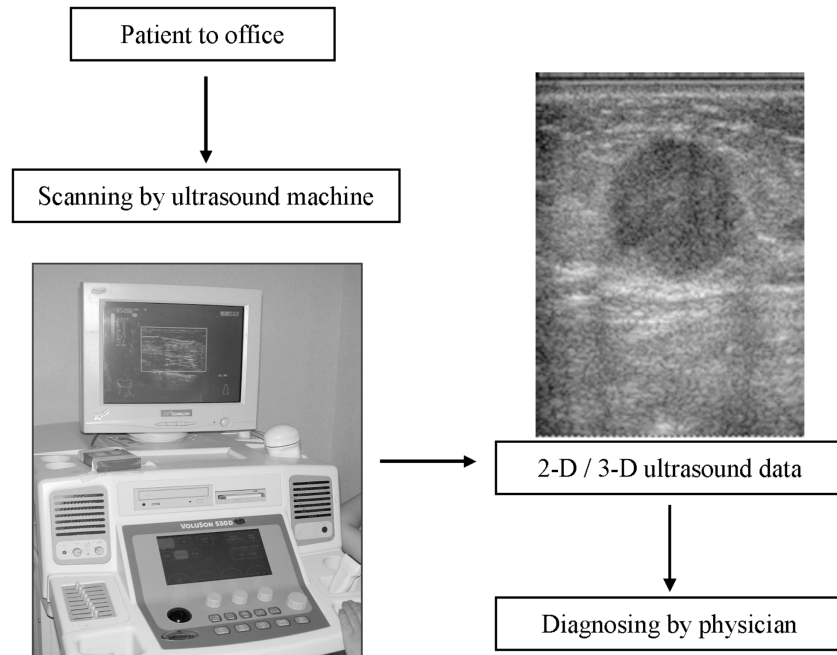 Patient to office
Scanning by ultrasound machine
VOLUSON 530D
2-D / 3-D ultrasound data
Diagnosing by physician